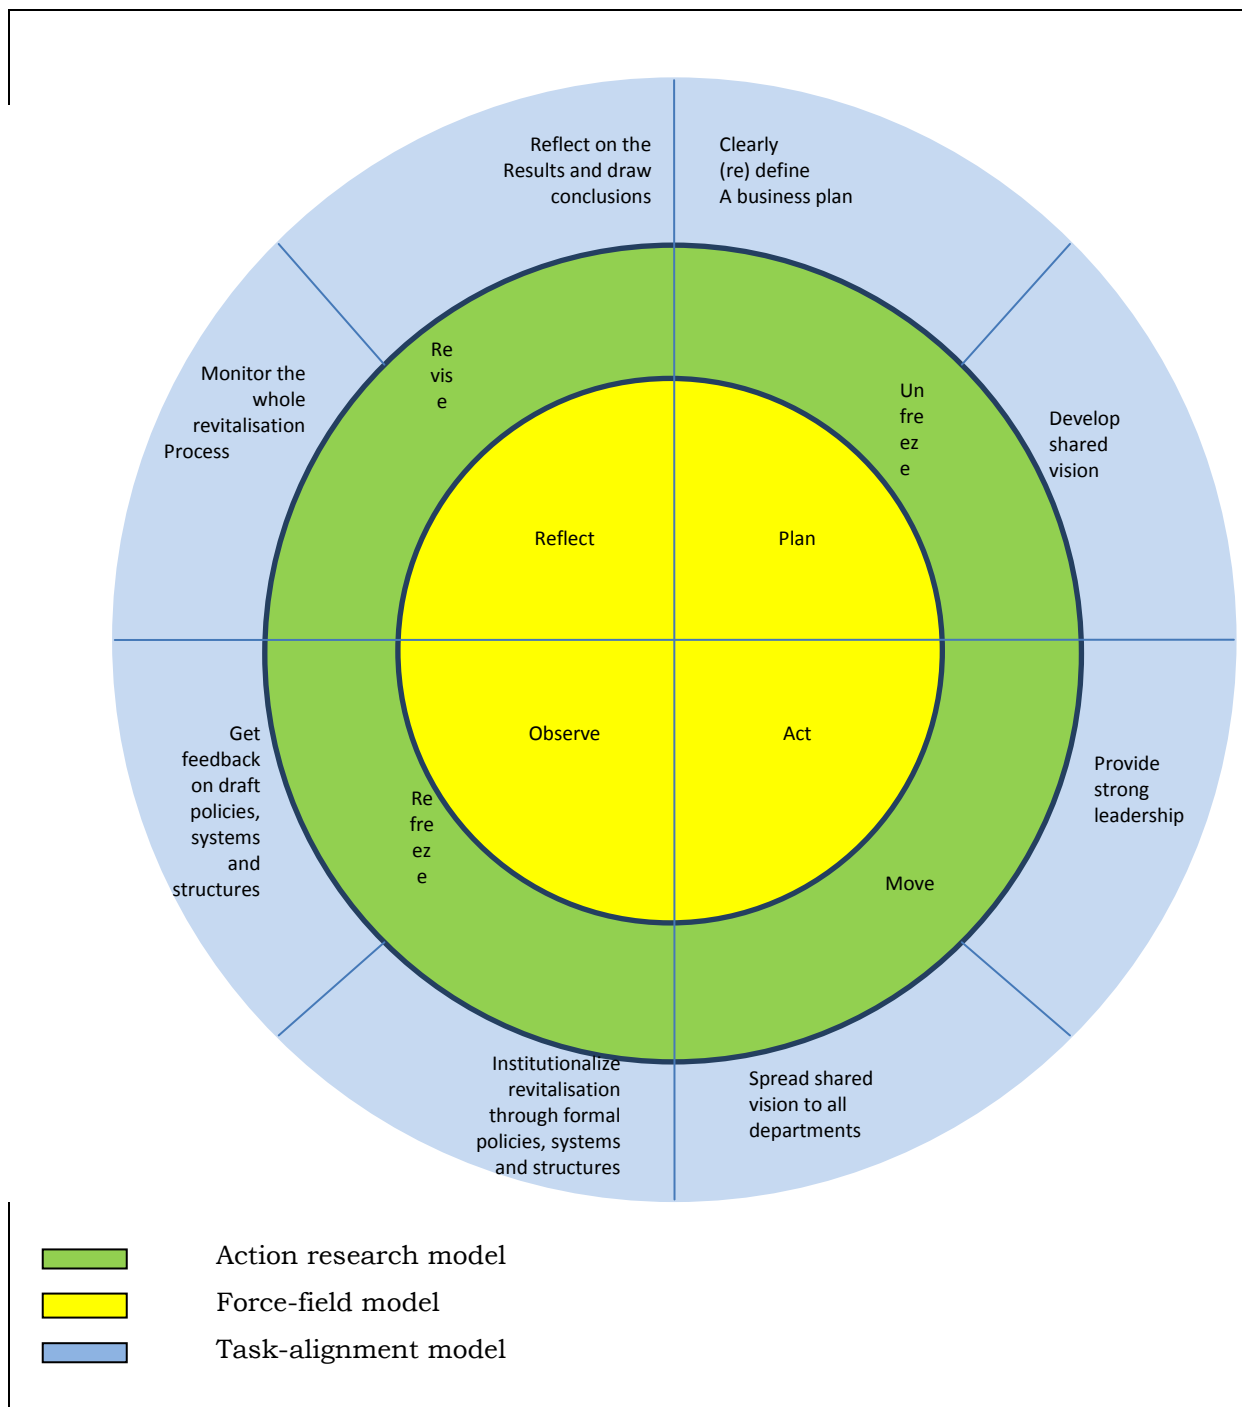 Reflect on the
Results and draw
conclusions
Clearly
(re) define
A business plan
Re
vis
e
Un
fre
ez
e
Monitor the
whole
revitalisation
Process
Develop
shared
vision
Reflect
Plan
Observe
Act
Get
feedback
on draft
policies,
systems
and
structures
Re
fre
ez
e
Move
Provide
strong
leadership
Institutionalize
revitalisation
through formal
policies, systems
and structures
Spread shared
vision to all
departments
Action research model
Force-field model
Task-alignment model